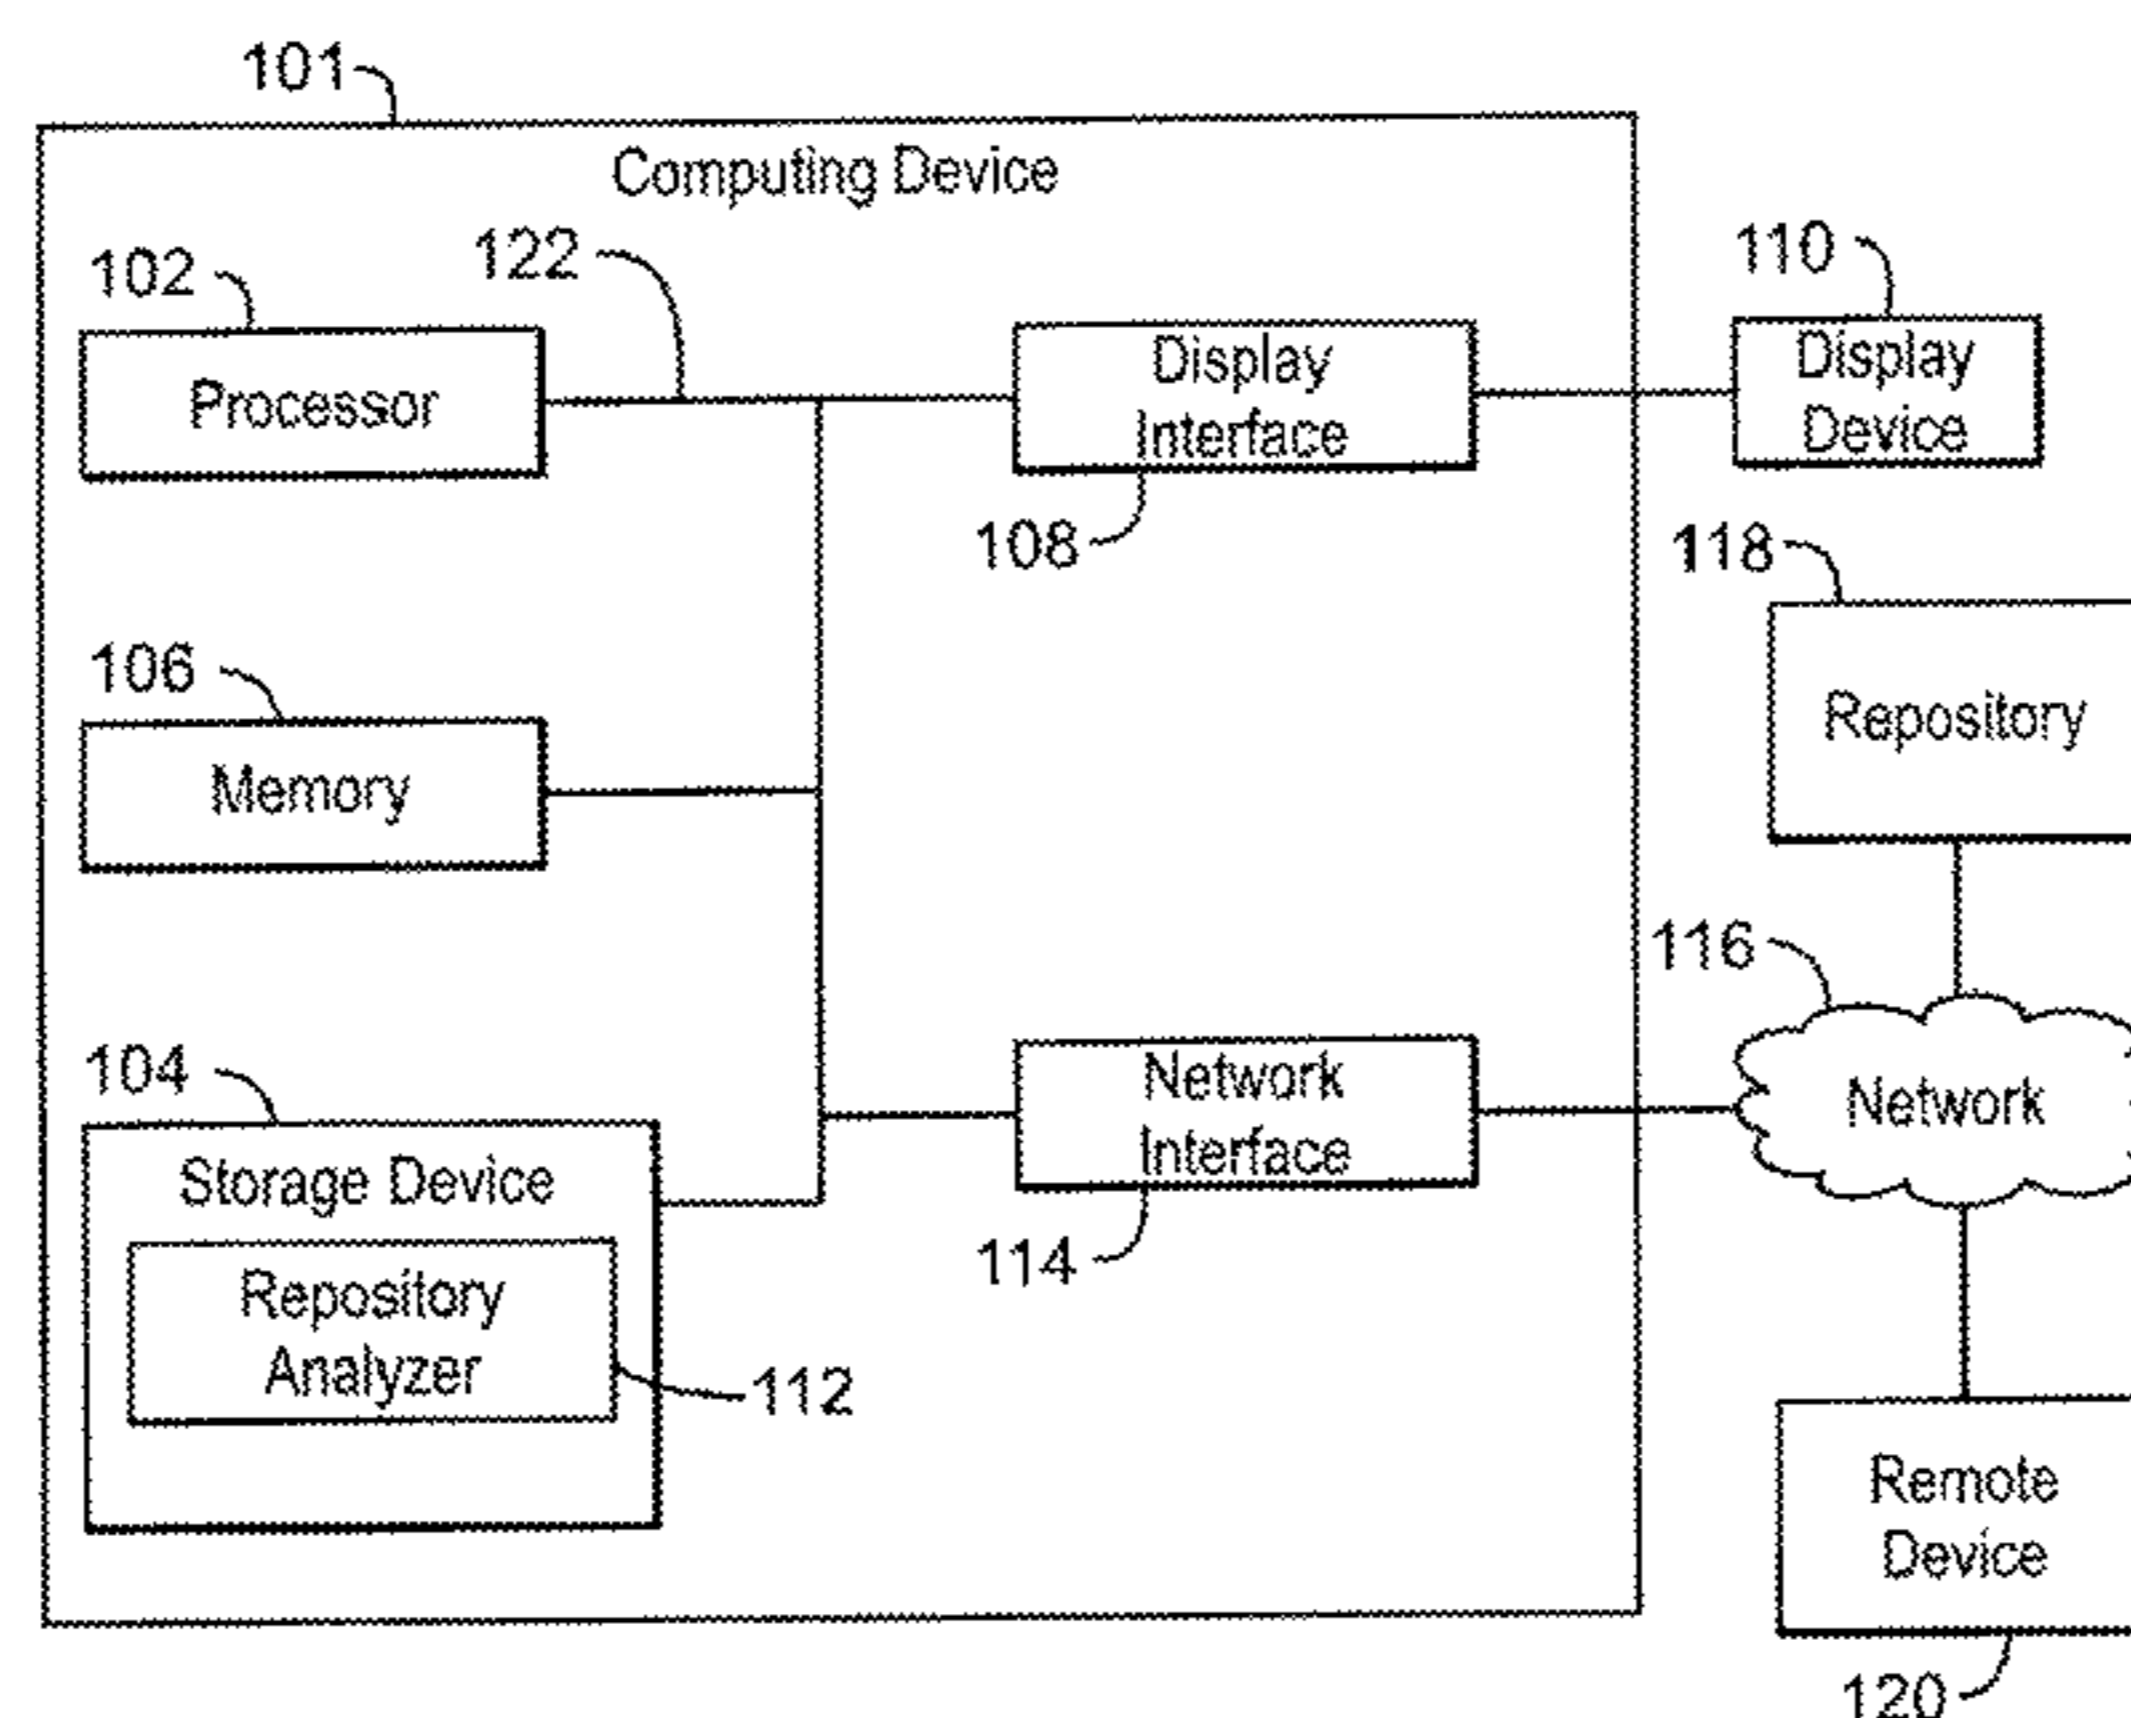 101
Computing Device
122
102
110
Processor
Display
Interface
Display
Device
108
118
106
Repository
Memory
116
104
Network
Interface
Network
Storage Device
114
Repository
Analyzer
112
Remote
Device
120